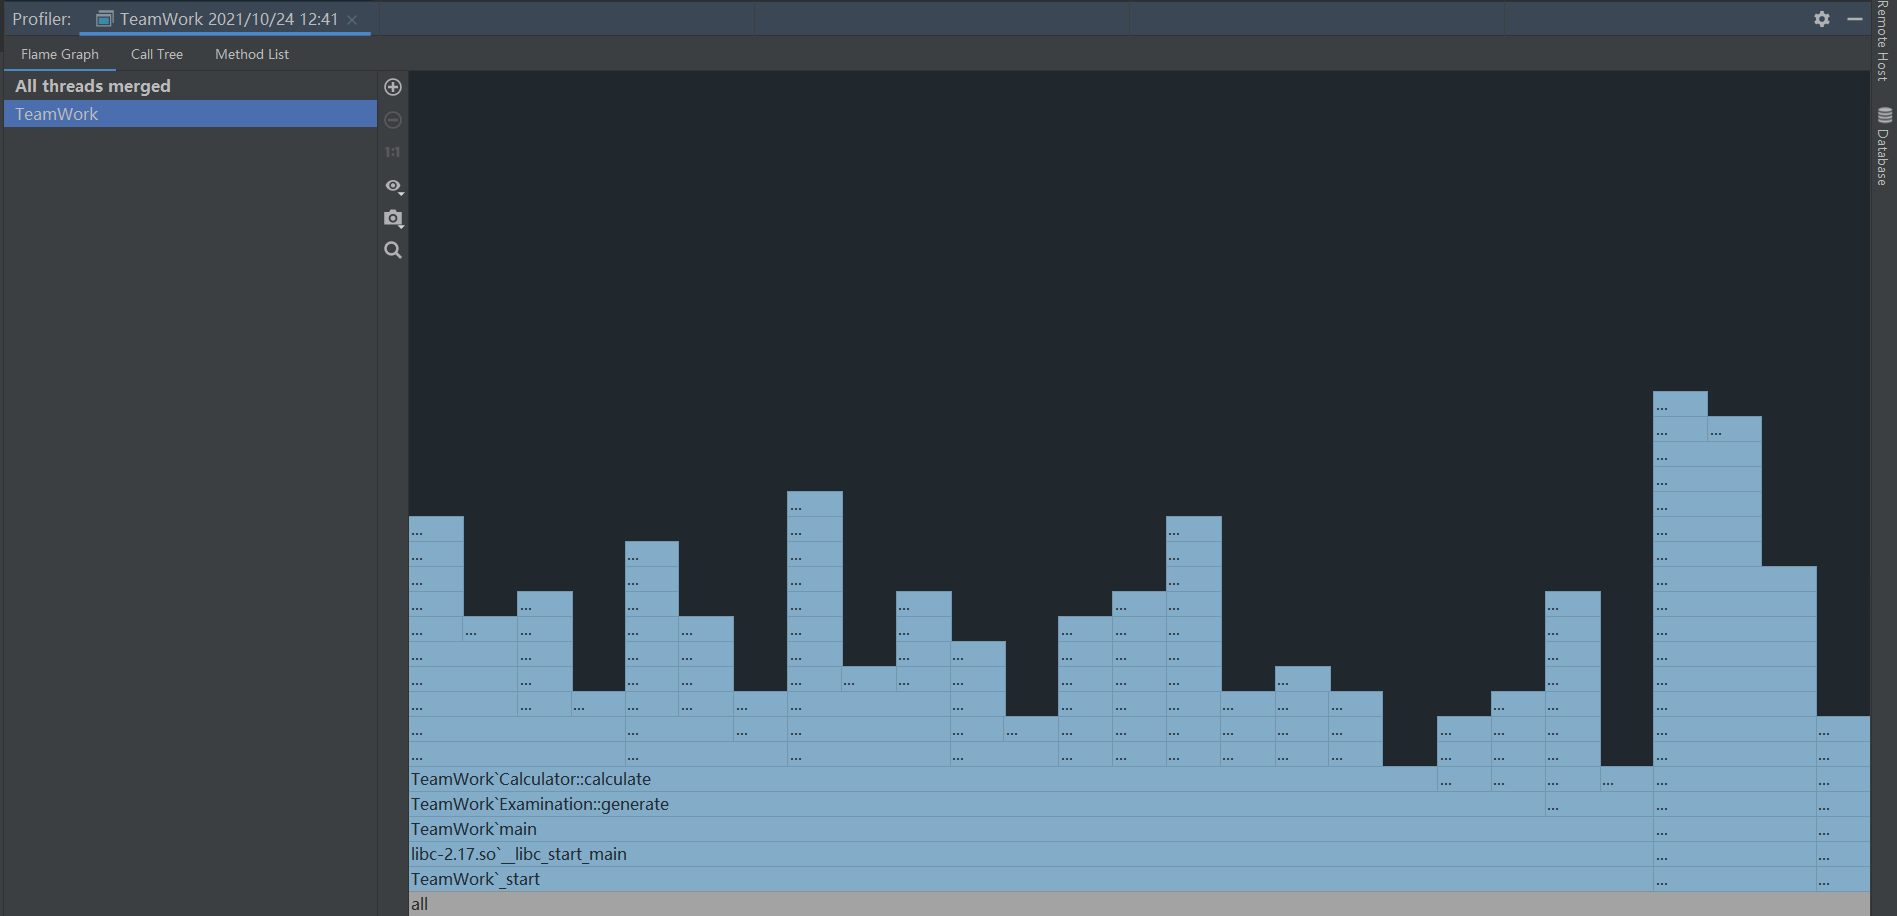 Profiler: TeamWork 2021/10/24 12:41
Flame Graph Call Tree Method List
All threads merged
TeamWork
1:1
Remote Host
Database
TeamWork`Calculator::calculate
TeamWork`Examination::generate
TeamWork`main
libc-2.17.so`__libc_start_main
TeamWork`_start
all